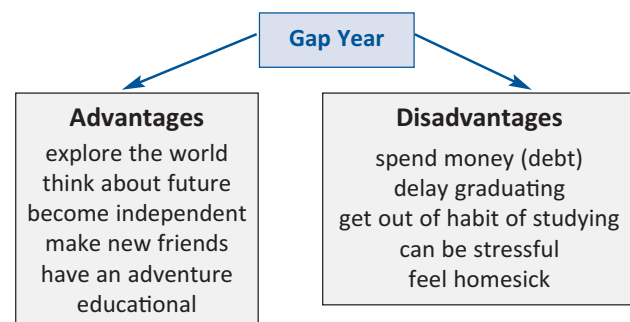 Gap Year
Advantages
explore the world
think about future
become independent
make new friends
have an adventure
educational
Disadvantages
spend money (debt)
delay graduating
get out of habit of studying
can be stressful
feel homesick